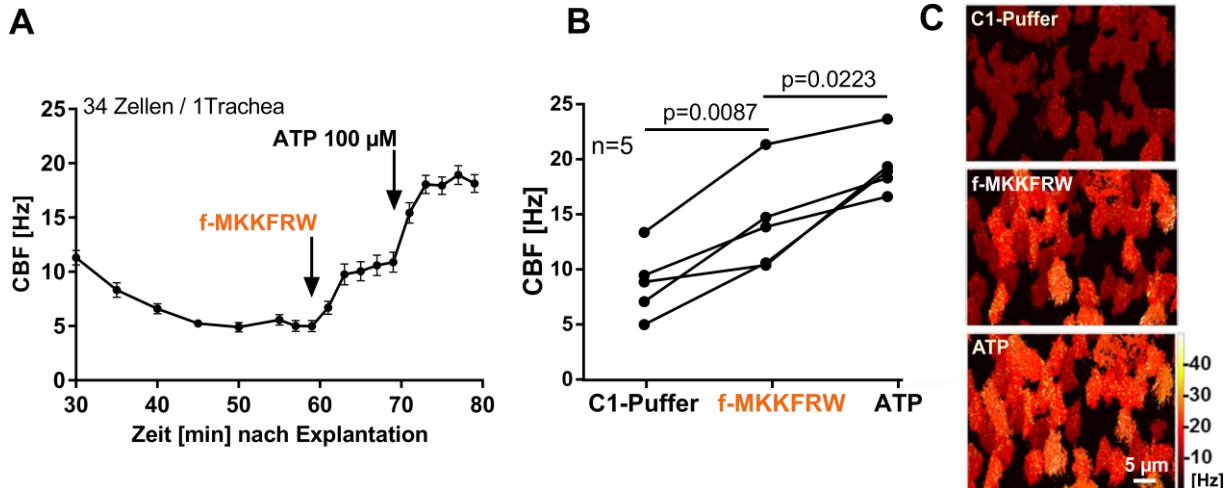 A
34 Zellen / 1Trachea
CBF [Hz]
25
20
15
10
5
0
ATP 100 µM
f-MKKFRW
30
40
50
60
70
80
Zeit [min] nach Explantation
B
p=0.0223
p=0.0087
n=5
CBF [Hz]
25
20
15
10
5
0
C1-Puffer
f-MKKFRW
ATP
C
C1-Puffer
f-MKKFRW
ATP
40
30
20
10
[Hz]
5 µm